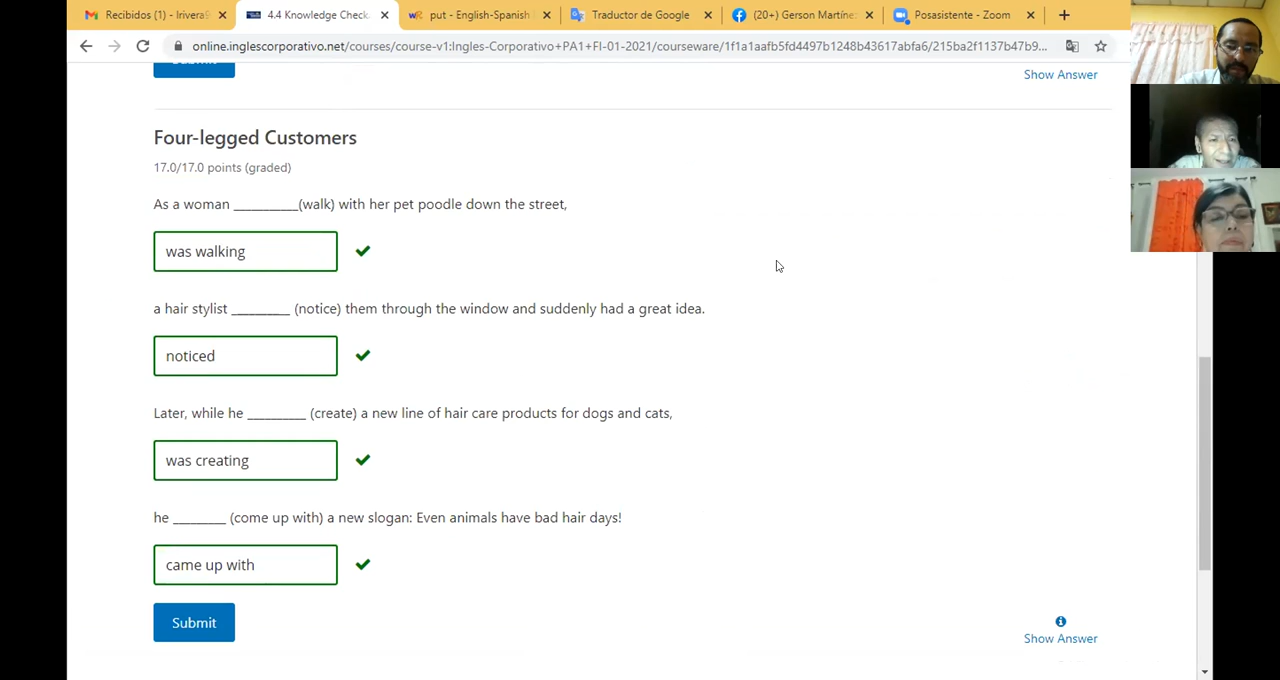 Recibidos (1) - lrivera9
4.4 Knowledge Check
put - English-Spanish
Traductor de Google
(20+) Gerson Martíne
Posasistente - Zoom
online.inglescorporativo.net/courses/course-v1:Ingles-Corporativo+PA1+FI-01-2021/courseware/1f1a1aafb5fd4497b1248b43617abfa6/215ba2f1137b47b9...
Submit
Show Answer
Four-legged Customers
17.0/17.0 points (graded)
As a woman __________(walk) with her pet poodle down the street,
was walking
a hair stylist _________ (notice) them through the window and suddenly had a great idea.
noticed
Later, while he _________ (create) a new line of hair care products for dogs and cats,
was creating
he ________ (come up with) a new slogan: Even animals have bad hair days!
came up with
Submit
Show Answer